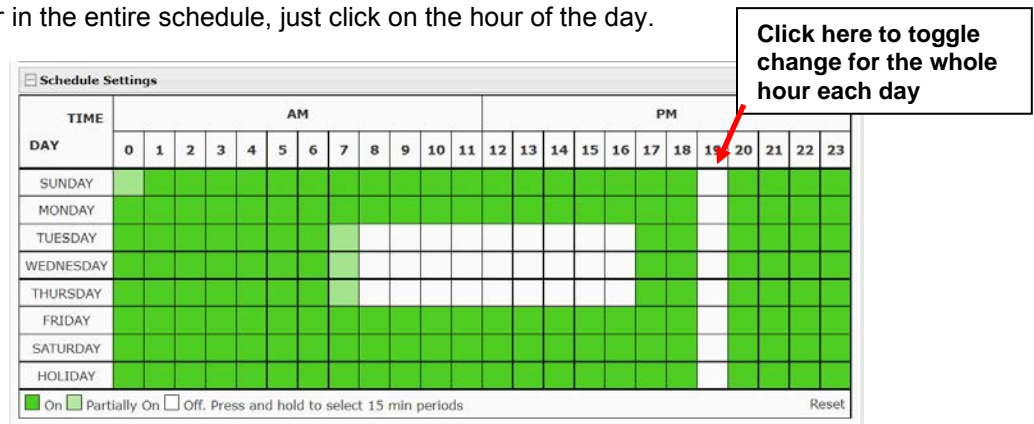 r in the entire schedule, just click on the hour of the day.
Click here to toggle
change for the whole
hour each day
Schedule Settings
TIME
AM
PM
DAY
0 1 2 3 4 5 6 7 8 9 10 11 12 13 14 15 16 17 18 19 20 21 22 23
SUNDAY
MONDAY
TUESDAY
WEDNESDAY
THURSDAY
FRIDAY
SATURDAY
HOLIDAY
On Partially On Off. Press and hold to select 15 min periods Reset